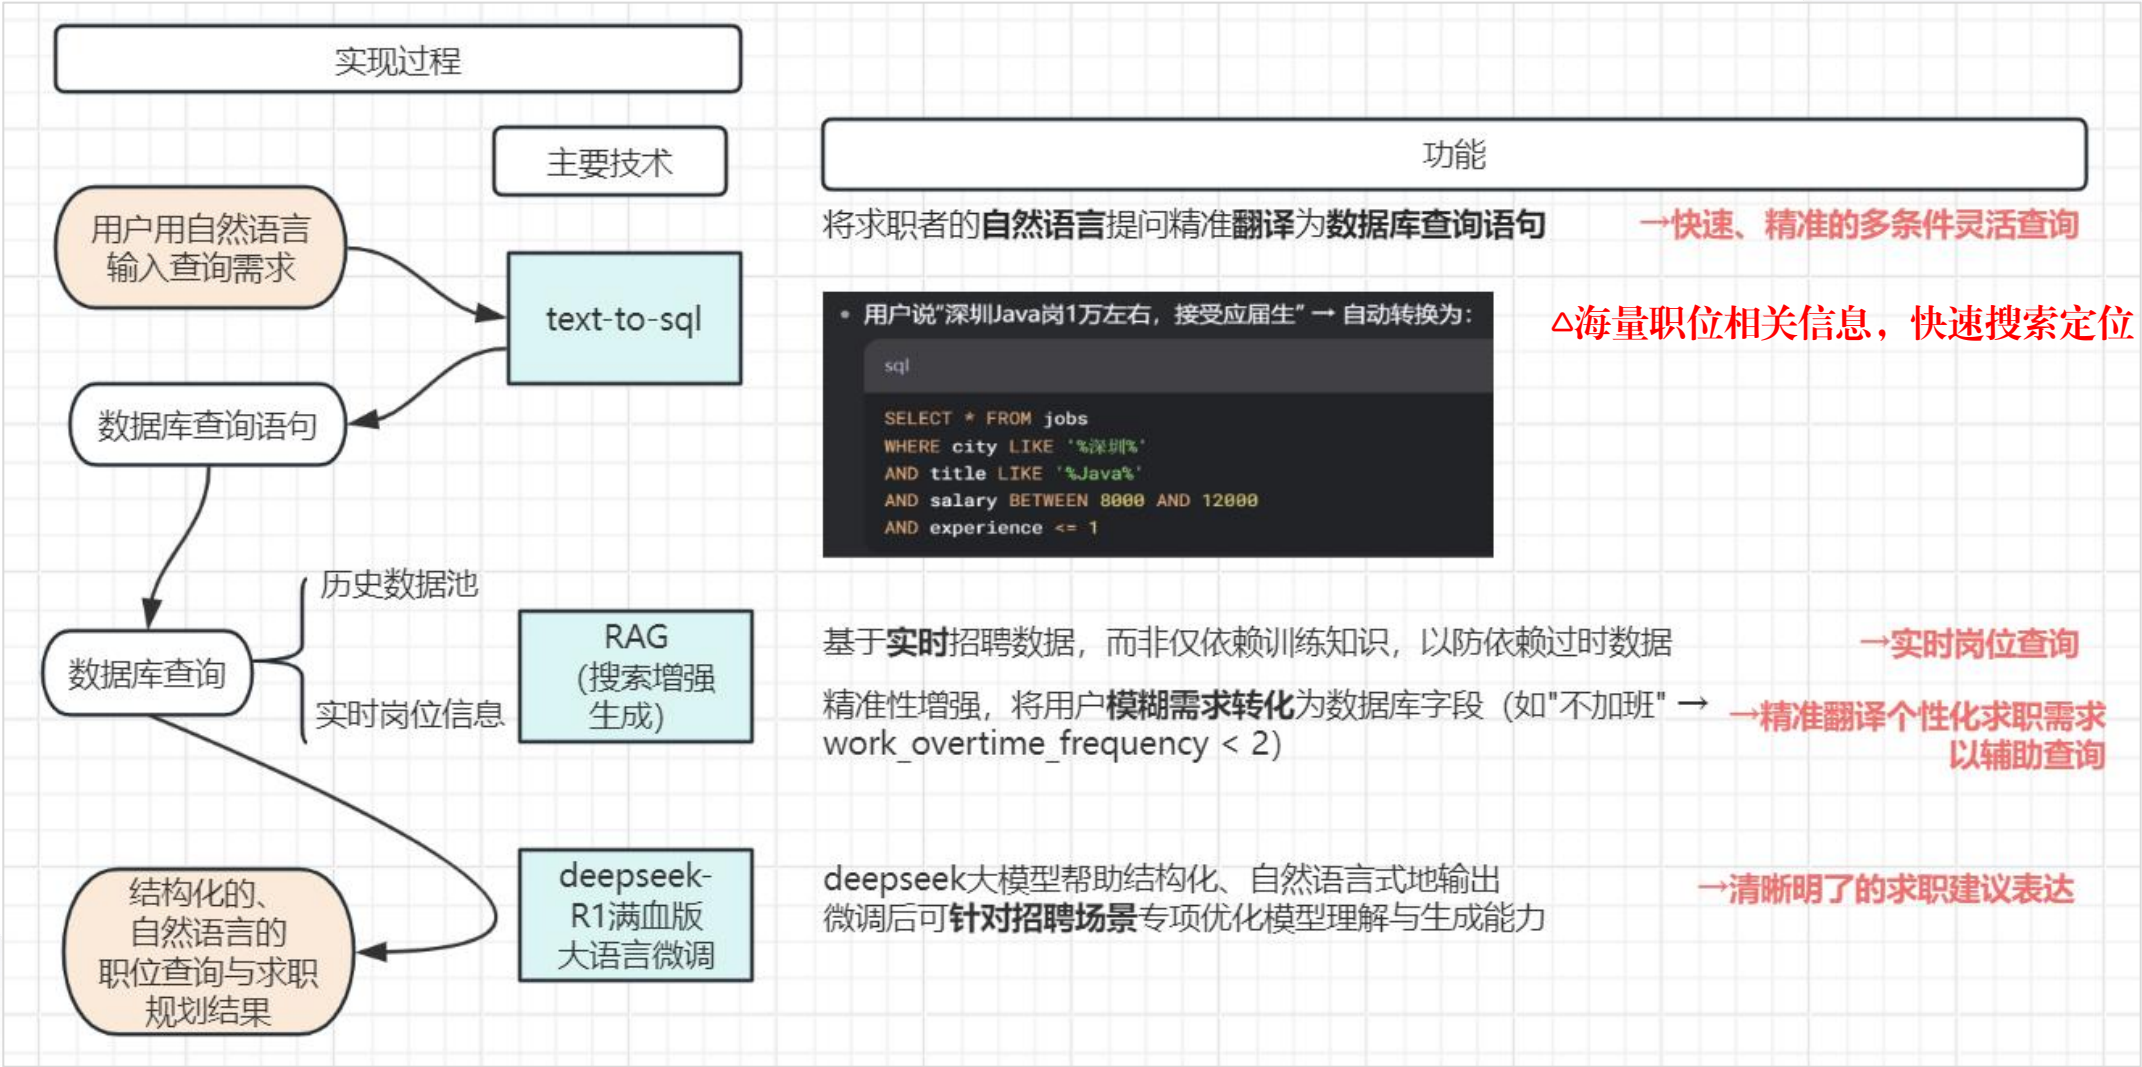 实现过程
主要技术
功能
用户用自然语言
输入查询需求
text-to-sql
数据库查询语句
数据库查询
历史数据池
实时岗位信息
RAG
(搜索增强
生成)
deepseek-
R1满血版
大语言微调
结构化的、
自然语言的
职位查询与求职
规划结果
将求职者的自然语言提问精准翻译为数据库查询语句
→快速、精准的多条件灵活查询
• 用户说"深圳Java岗1万左右，接受应届生" → 自动转换为：
sql
SELECT * FROM jobs
WHERE city LIKE '%深圳%'
AND title LIKE '%Java%'
AND salary BETWEEN 8000 AND 12000
AND experience <= 1
△海量职位相关信息，快速搜索定位
基于实时招聘数据，而非仅依赖训练知识，以防依赖过时数据
→实时岗位查询
精准性增强，将用户模糊需求转化为数据库字段（如"不加班" →
work_overtime_frequency < 2）
→精准翻译个性化求职需求
以辅助查询
deepseek大模型帮助结构化、自然语言式地输出
微调后可针对招聘场景专项优化模型理解与生成能力
→清晰明了的求职建议表达